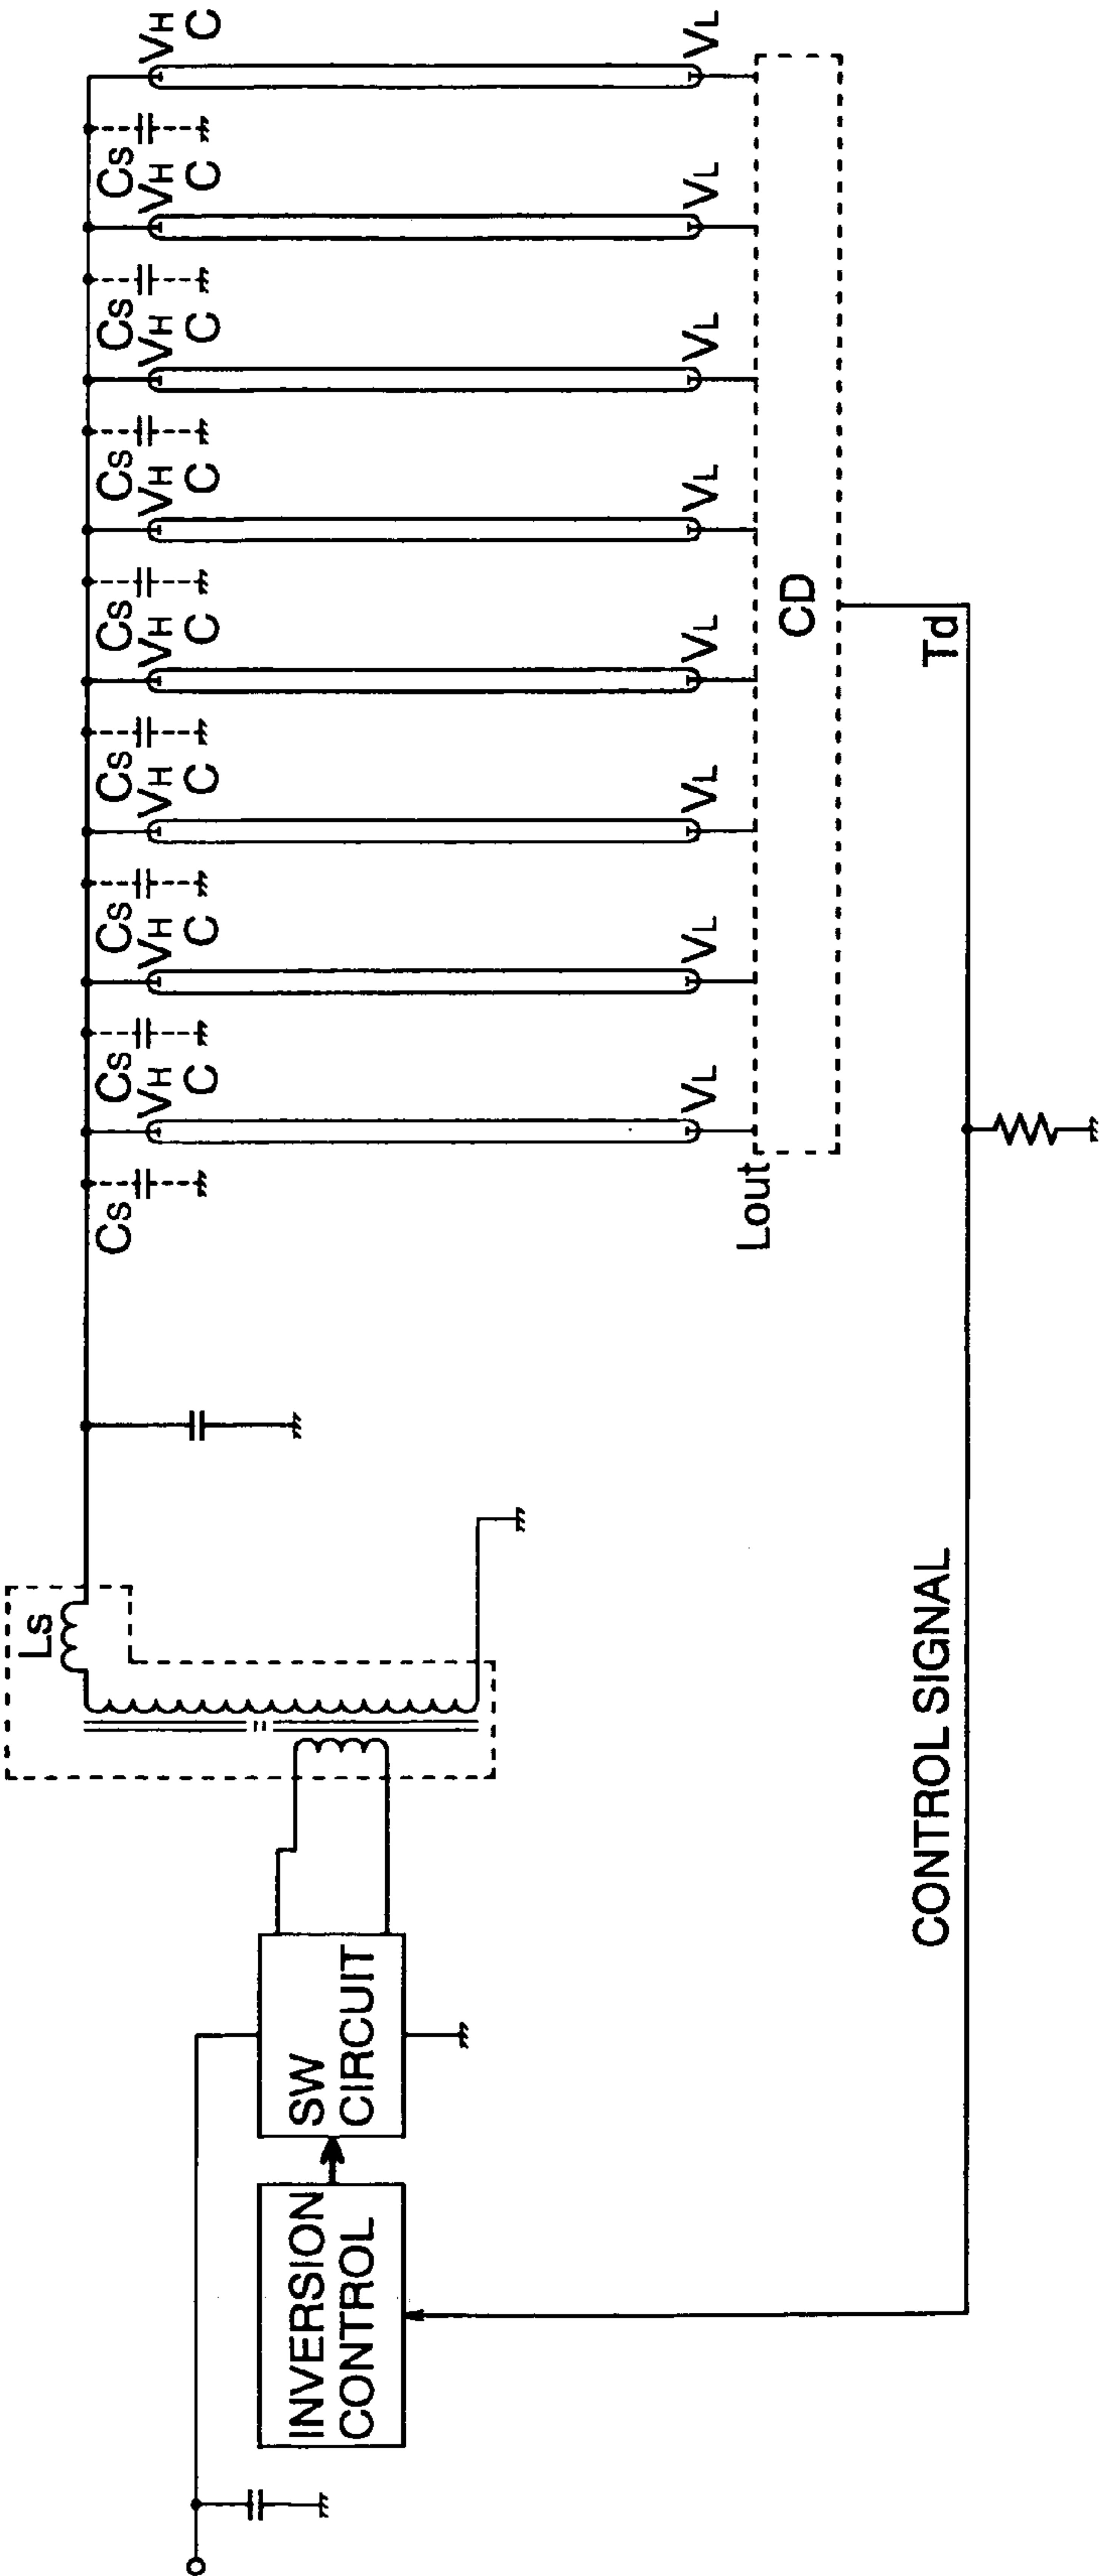 Ls
Cs Cs Cs Cs Cs Cs Cs Cs
VH VH VH VH VH VH VH VH
C C C C C C C C
INVERSION
CONTROL
SW
CIRCUIT
VL VL VL VL VL VL VL VL
Lout
CD
CONTROL SIGNAL
Td